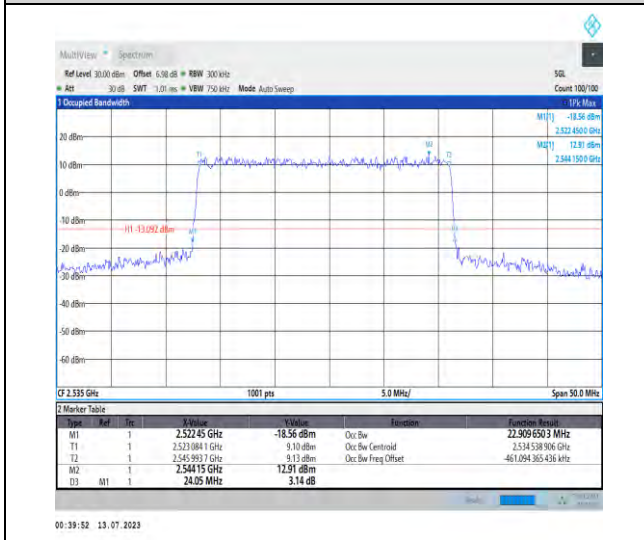 MultiView Spectrum
Ref Level 30.00 dBm Offset 6.98 dB RBW 300 kHz SGL
Att 30 dB SWT 1.01 ms VBW 750 kHz Mode Auto Sweep Count 100/100
1 Occupied Bandwidth 1Pk Max
M1[1] -18.56 dBm
2.522 4500 GHz
M2[1] 12.91 dBm
2.544 1500 GHz
20 dBm
T1 M2 T2
10 dBm
0 dBm
-10 dBm
H1 -13.092 dBm
M1
-20 dBm
-30 dBm
-40 dBm
-50 dBm
-60 dBm
CF 2.535 GHz 1001 pts 5.0 MHz/ Span 50.0 MHz
2 Marker Table
Type Ref Trc X-Value Y-Value Function Function Result
M1 1 2.52245 GHz -18.56 dBm Occ Bw 22.909 6503 MHz
T1 1 2.523 084 1 GHz 9.10 dBm Occ Bw Centroid 2.534 538 906 GHz
T2 1 2.545 993 7 GHz 9.13 dBm Occ Bw Freq Offset -461.094 365 436 kHz
M2 1 2.54415 GHz 12.91 dBm
D3 M1 1 24.05 MHz 3.14 dB
00:39:52 13.07.2023